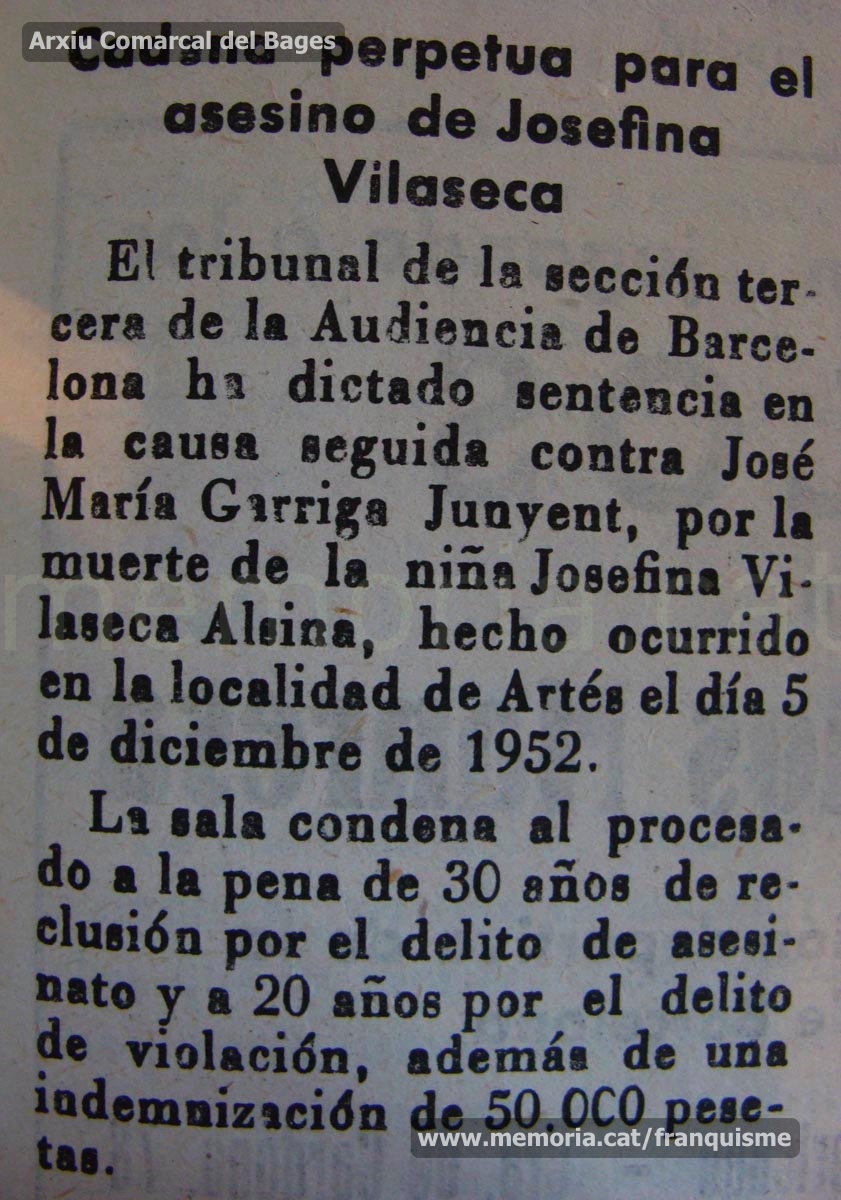 Arxiu Comarcal del Bages
Cadena perpetua para el
asesino de Josefina
Vilaseca
El tribunal de la sección ter-
cera de la Audiencia de Barce-
lona ha dictado sentencia en
la causa seguida contra José
María Garriga Junyent, por la
muerte de la niña Josefina Vi-
laseca Alsina, hecho ocurrido
en la localidad de Artés el día 5
de diciembre de 1952.
La sala condena al procesa-
do a la pena de 30 años de re-
clusión por el delito de asesi-
nato y a 20 años por el delito
de violación, además de una
indemnización de 50.000 pese-
tas.
www.memoria.cat/franquisme